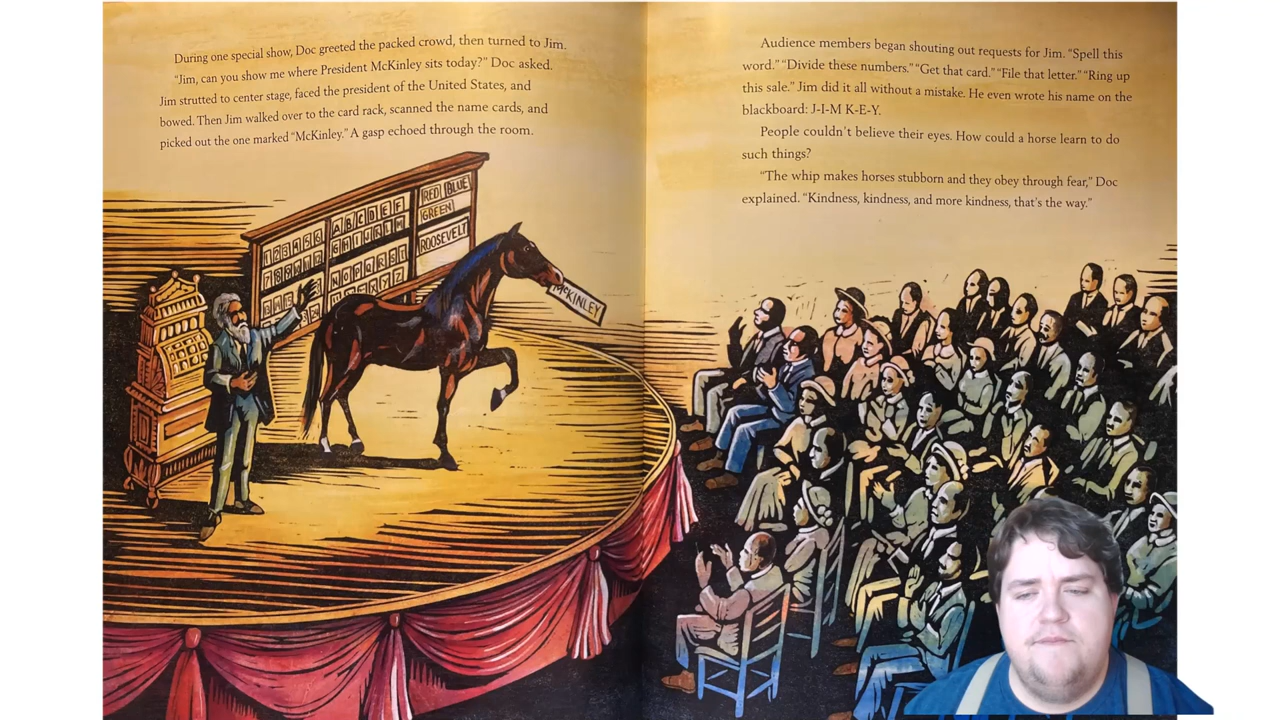 During one special show, Doc greeted the packed crowd, then turned to Jim.
"Jim, can you show me where President McKinley sits today?" Doc asked.
Jim strutted to center stage, faced the president of the United States, and
bowed. Then Jim walked over to the card rack, scanned the name cards, and
picked out the one marked "McKinley." A gasp echoed through the room.
RED BLUE
GREEN
ROOSEVELT
1 2 3 4 5 6
A B C D E F
McKINLEY
Audience members began shouting out requests for Jim. "Spell this
word." "Divide these numbers." "Get that card." "File that letter." "Ring up
this sale." Jim did it all without a mistake. He even wrote his name on the
blackboard: J-I-M K-E-Y.
People couldn't believe their eyes. How could a horse learn to do
such things?
"The whip makes horses stubborn and they obey through fear," Doc
explained. "Kindness, kindness, and more kindness, that's the way."